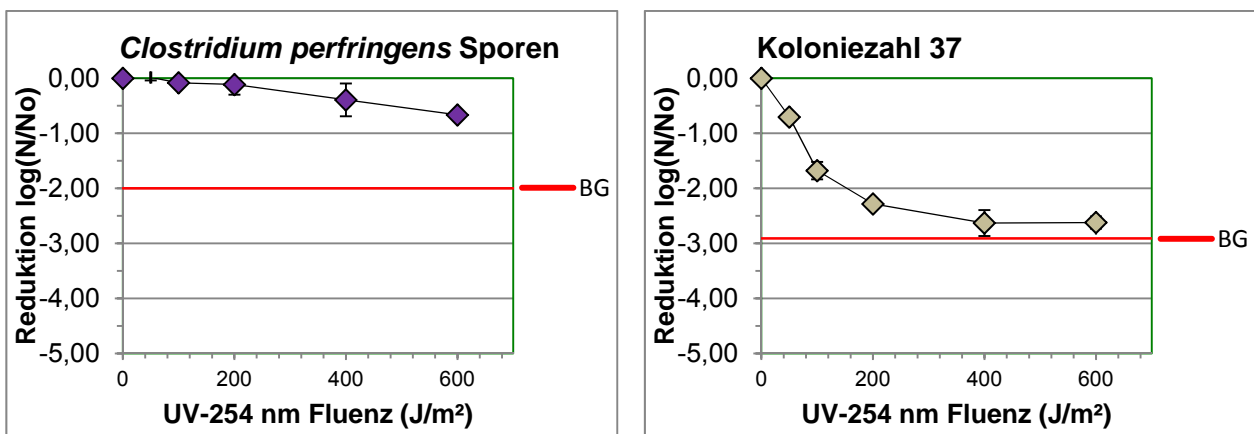 Clostridium perfringens Sporen
Reduktion log(N/No)
0,00
-1,00
-2,00
-3,00
-4,00
-5,00
BG
0 200 400 600
UV-254 nm Fluenz (J/m²)
Koloniezahl 37
Reduktion log(N/No)
0,00
-1,00
-2,00
-3,00
-4,00
-5,00
BG
0 200 400 600
UV-254 nm Fluenz (J/m²)